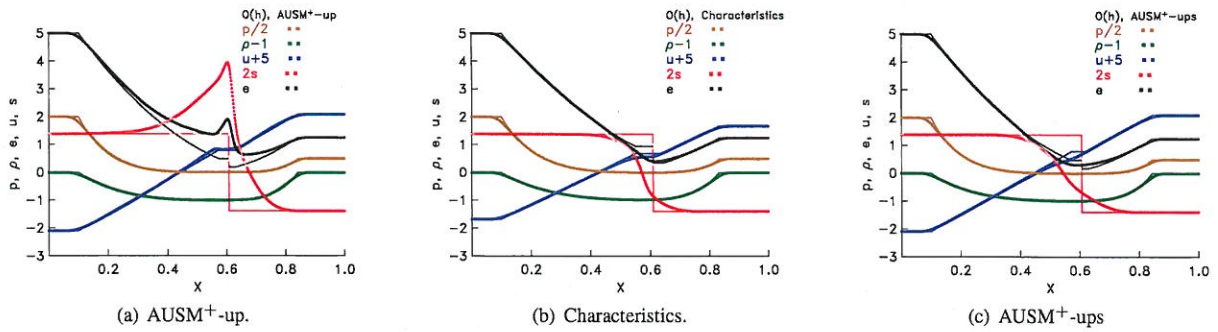 O(h), AUSM⁺-up
p/2
ρ-1
u+5
2s
e
p, ρ, e, u, s
5
4
3
2
1
0
-1
-2
-3
0.2 0.4 0.6 0.8 1.0
X
(a) AUSM⁺-up.
O(h), Characteristics
p/2
ρ-1
u+5
2s
e
p, ρ, e, u, s
5
4
3
2
1
0
-1
-2
-3
0.2 0.4 0.6 0.8 1.0
X
(b) Characteristics.
O(h), AUSM⁺-ups
p/2
ρ-1
u+5
2s
e
p, ρ, e, u, s
5
4
3
2
1
0
-1
-2
-3
0.2 0.4 0.6 0.8 1.0
X
(c) AUSM⁺-ups